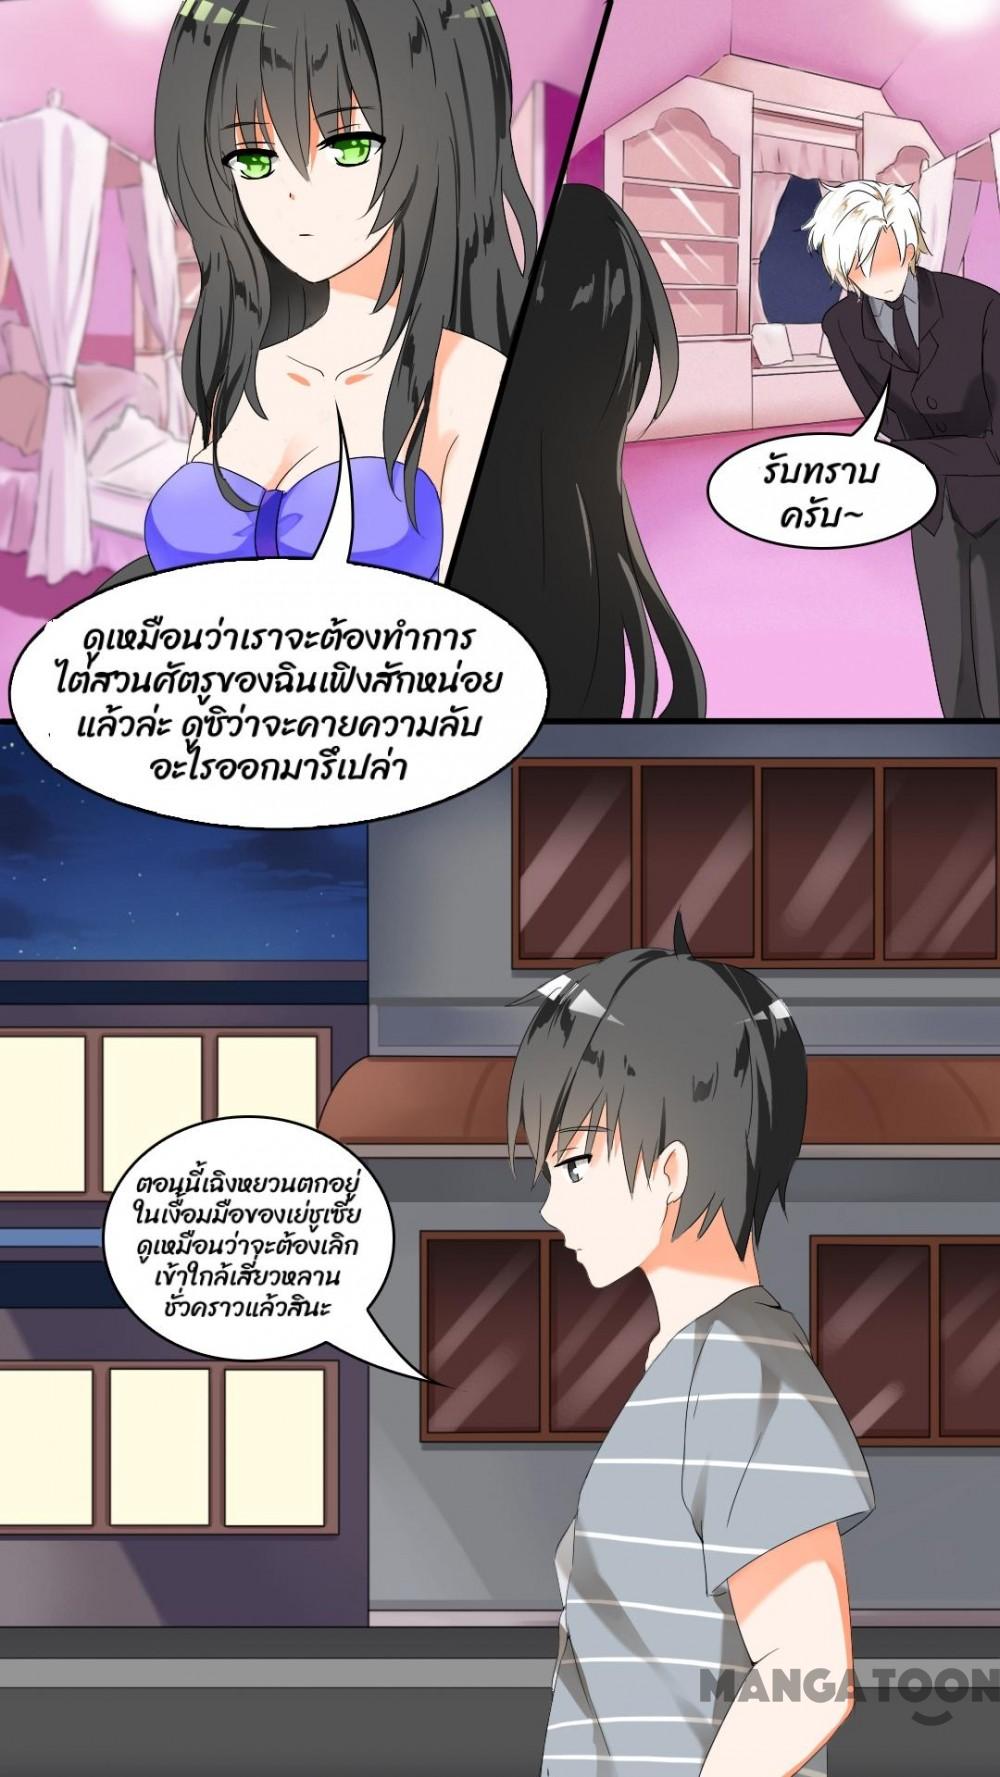 รับทราบ
ครับ~
ดูเหมือนว่าเราจะต้องทำการ
ไต่สวนศัตรูของฉินเฟิงสักหน่อย
แล้วล่ะ ดูซิว่าจะคายความลับ
อะไรออกมารึเปล่า
ตอนนี้เฉิงหยวนตกอยู่
ในเงื้อมมือของเย่ชูเซี่ย
ดูเหมือนว่าจะต้องเลิก
เข้าใกล้เสี่ยวหลาน
ชั่วคราวแล้วสินะ
MANGATOON